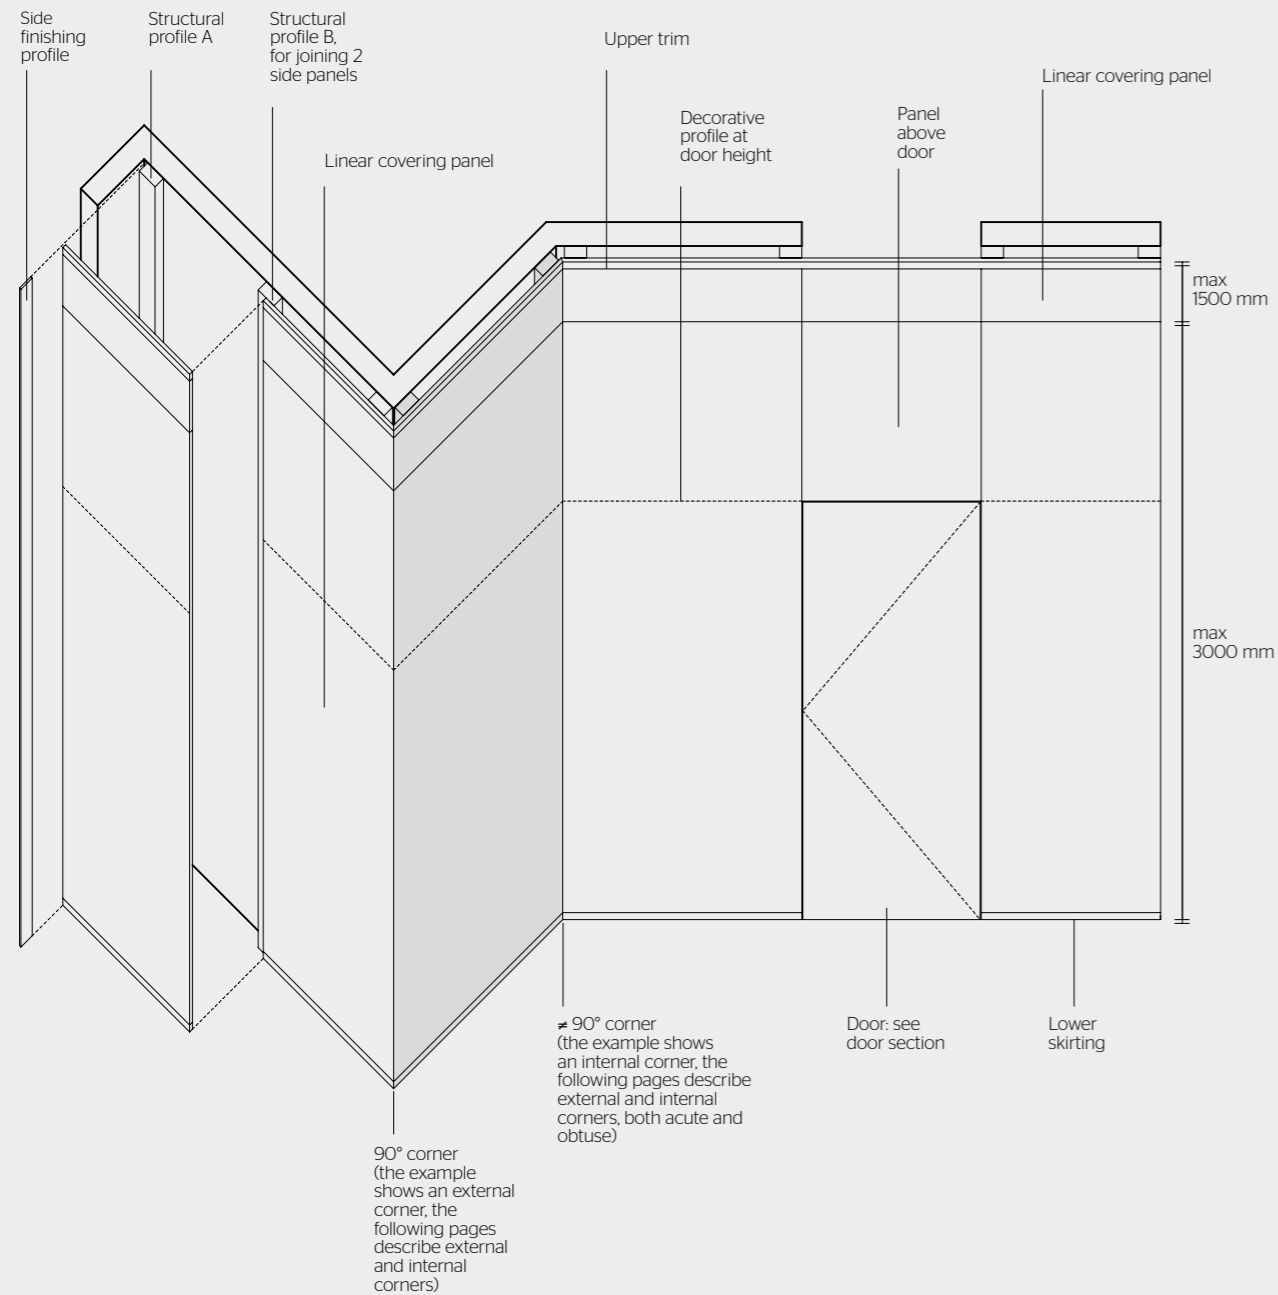 Side
finishing
profile
Structural
profile A
Structural
profile B,
for joining 2
side panels
Upper trim
Linear covering panel
Decorative
profile at
door height
Panel
above
door
Linear covering panel
max
1500 mm
max
3000 mm
≠ 90° corner
(the example shows
an internal corner, the
following pages describe
external and internal
corners, both acute and
obtuse)
Door: see
door section
Lower
skirting
90° corner
(the example
shows an external
corner, the
following pages
describe external
and internal
corners)